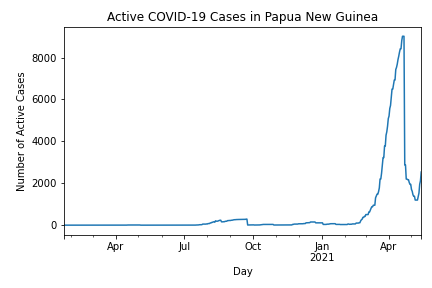 Active COVID-19 Cases in Papua New Guinea
Number of Active Cases
8000
6000
4000
2000
0
Apr
Jul
Oct
Jan
2021
Apr
Day